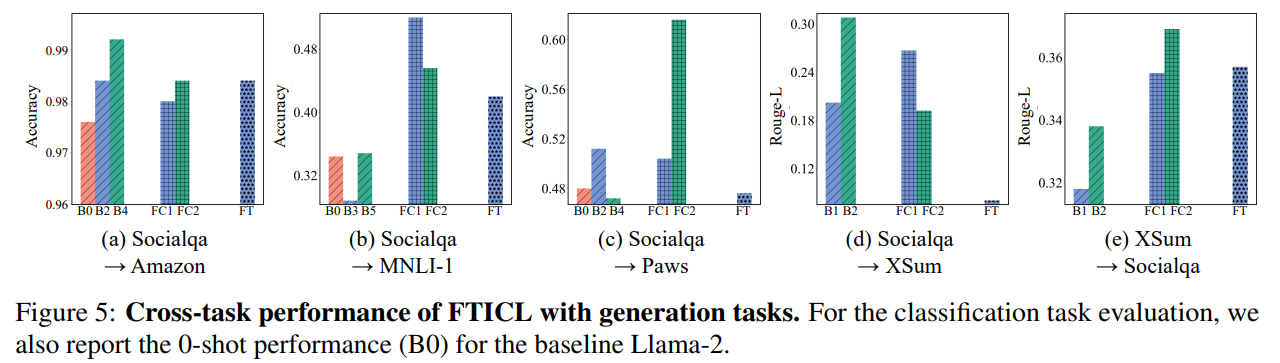 0.99
0.98
0.97
0.96
Accuracy
B0 B2 B4 FC1 FC2 FT
(a) Socialqa
→ Amazon
0.48
0.40
0.32
Accuracy
B0 B3 B5 FC1 FC2 FT
(b) Socialqa
→ MNLI-1
0.60
0.56
0.52
0.48
Accuracy
B0 B2 B4 FC1 FC2 FT
(c) Socialqa
→ Paws
0.30
0.24
0.18
0.12
Rouge-L
B1 B2 FC1 FC2 FT
(d) Socialqa
→ XSum
0.36
0.34
0.32
Rouge-L
B1 B2 FC1 FC2 FT
(e) XSum
→ Socialqa
Figure 5: Cross-task performance of FTICL with generation tasks. For the classification task evaluation, we
also report the 0-shot performance (B0) for the baseline Llama-2.